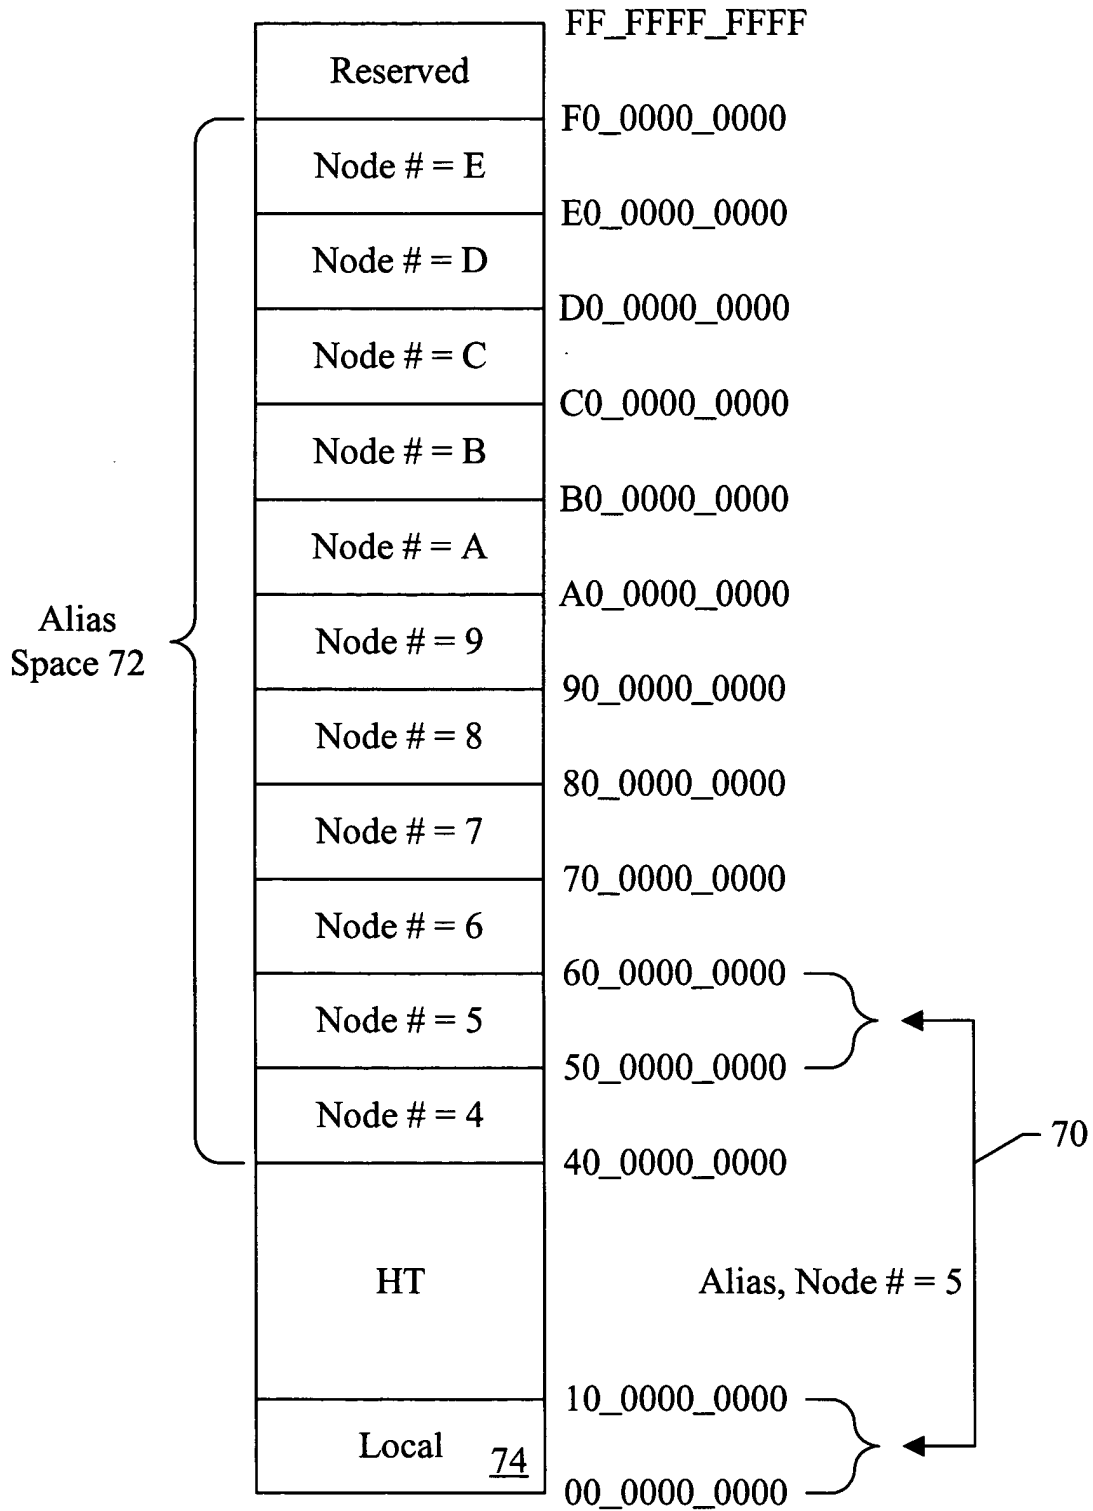 FF_FFFF_FFFF
Reserved
F0_0000_0000
Node # = E
E0_0000_0000
Node # = D
D0_0000_0000
Node # = C
C0_0000_0000
Node # = B
B0_0000_0000
Node # = A
A0_0000_0000
Alias
Space 72
Node # = 9
90_0000_0000
Node # = 8
80_0000_0000
Node # = 7
70_0000_0000
Node # = 6
60_0000_0000
Node # = 5
50_0000_0000
Node # = 4
70
40_0000_0000
HT
Alias, Node # = 5
10_0000_0000
Local
74
00_0000_0000